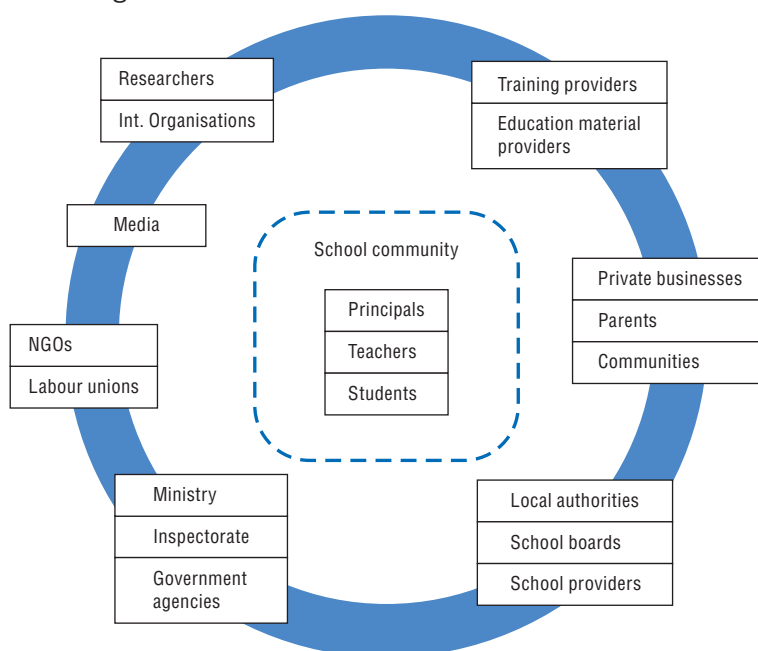 Researchers
Int. Organisations
Training providers
Education material
providers
Media
School community
Principals
Teachers
Students
Private businesses
Parents
Communities
NGOs
Labour unions
Ministry
Inspectorate
Government
agencies
Local authorities
School boards
School providers